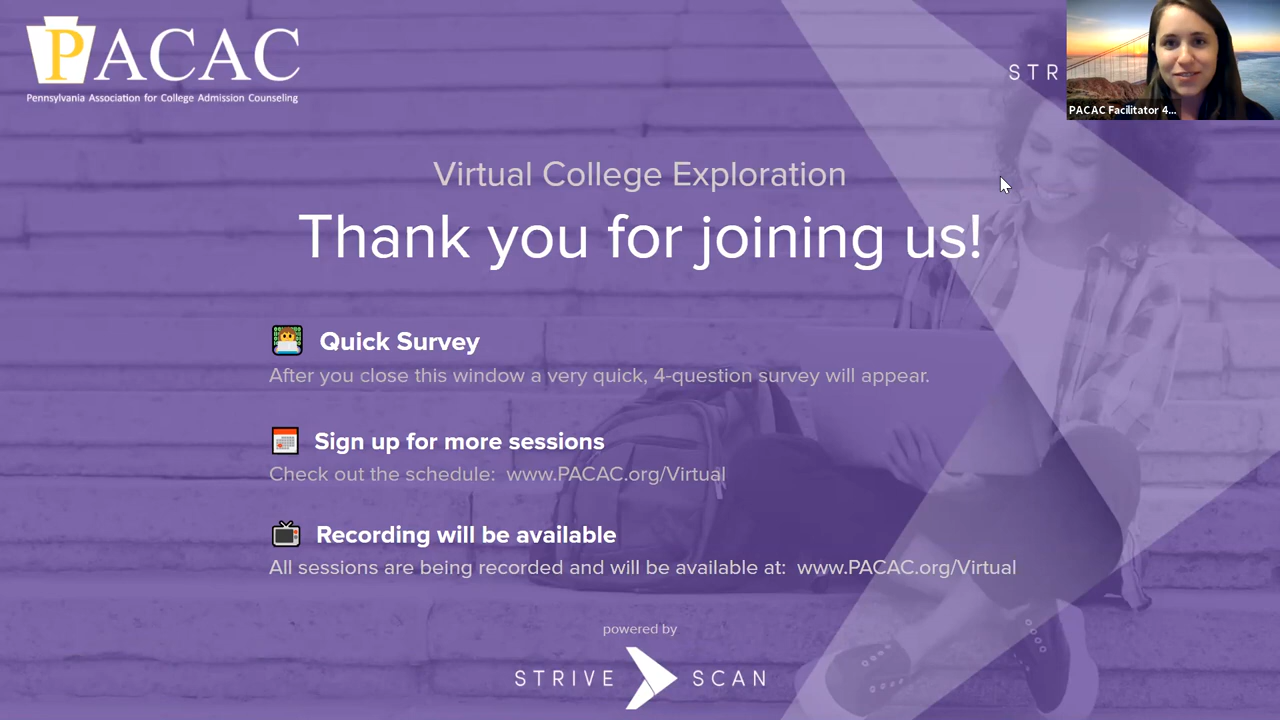 PACAC
Pennsylvania Association for College Admission Counseling
STR
PACAC Facilitator 4...
Virtual College Exploration
Thank you for joining us!
Quick Survey
After you close this window a very quick, 4-question survey will appear.
Sign up for more sessions
Check out the schedule: www.PACAC.org/Virtual
Recording will be available
All sessions are being recorded and will be available at: www.PACAC.org/Virtual
powered by
STRIVE SCAN